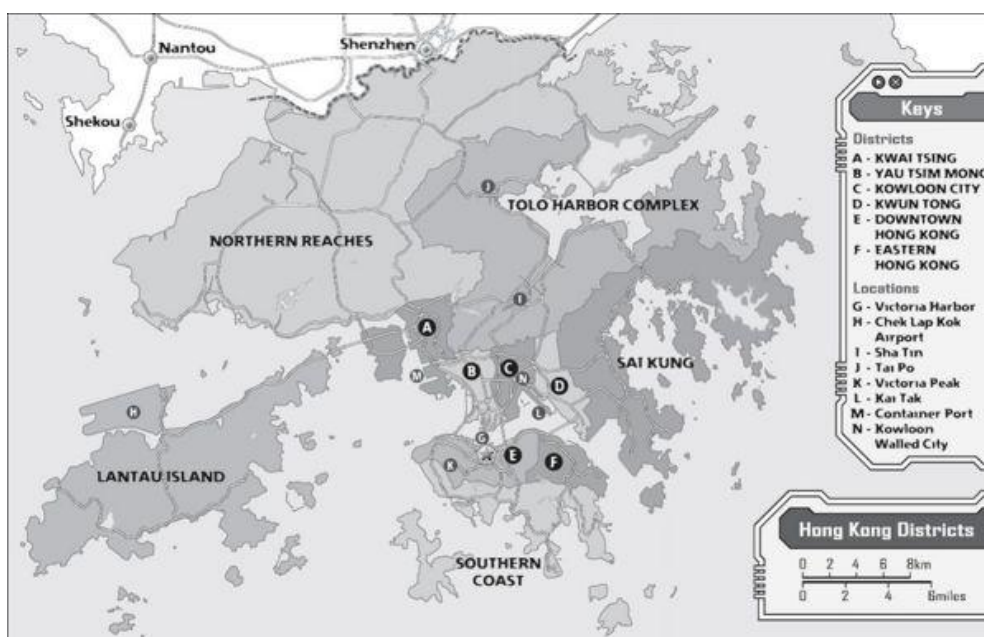 Nantou
Shenzhen
Shekou
J
TOLO HARBOR COMPLEX
NORTHERN REACHES
I
A
SAI KUNG
M
B
C
N
D
H
L
G
K
E
F
LANTAU ISLAND
SOUTHERN
COAST
Keys
Districts
A - KWAI TSING
B - YAU TSIM MONG
C - KOWLOON CITY
D - KWUN TONG
E - DOWNTOWN
HONG KONG
F - EASTERN
HONG KONG
Locations
G - Victoria Harbor
H - Chek Lap Kok
Airport
I - Sha Tin
J - Tai Po
K - Victoria Peak
L - Kai Tak
M - Container Port
N - Kowloon
Walled City
Hong Kong Districts
0 2 4 6 8km
0 2 4 6miles